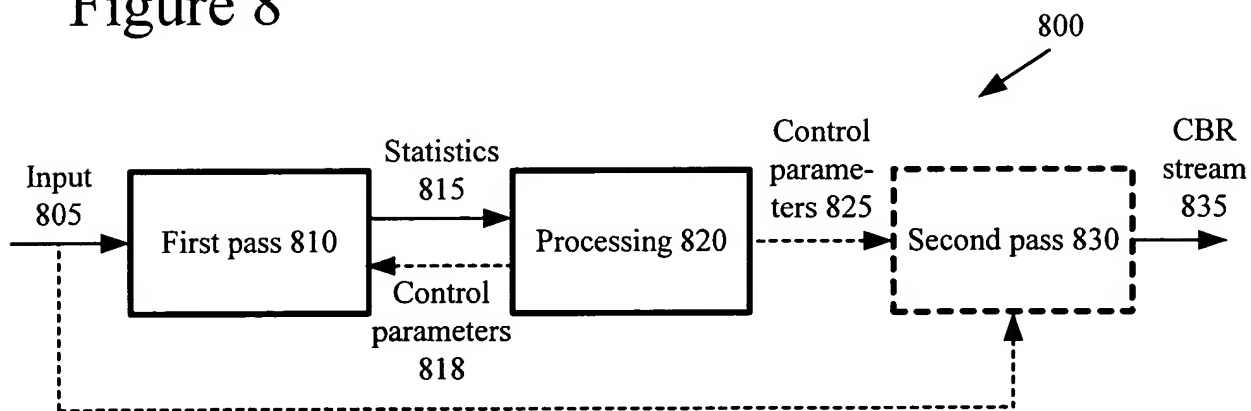 Figure 8
800
Input
805
First pass 810
Statistics
815
Control
parameters
818
Processing 820
Control
parame-
ters 825
Second pass 830
CBR
stream
835